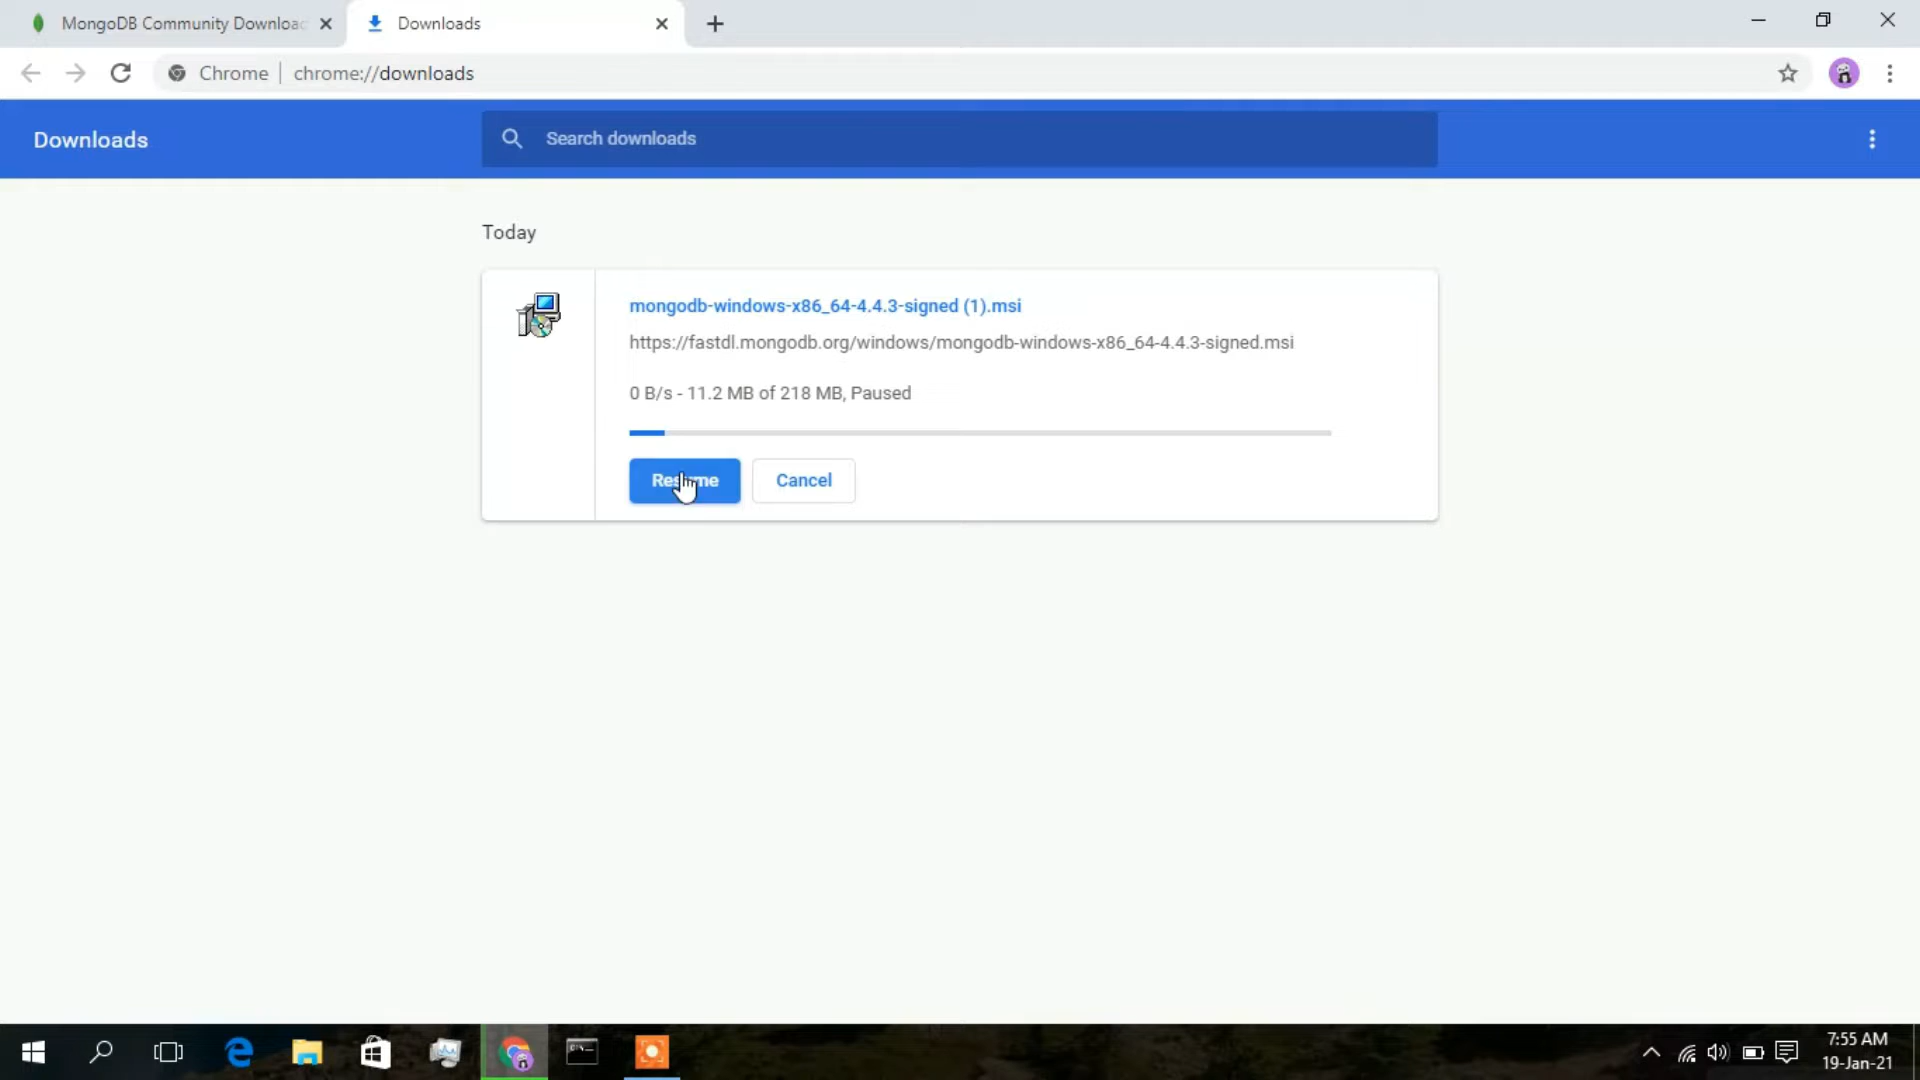 MongoDB Community Downloa
Downloads
Chrome
chrome://downloads
Downloads
Search downloads
Today
mongodb-windows-x86_64-4.4.3-signed (1).msi
https://fastdl.mongodb.org/windows/mongodb-windows-x86_64-4.4.3-signed.msi
0 B/s - 11.2 MB of 218 MB, Paused
Resume
Cancel
7:55 AM
19-Jan-21